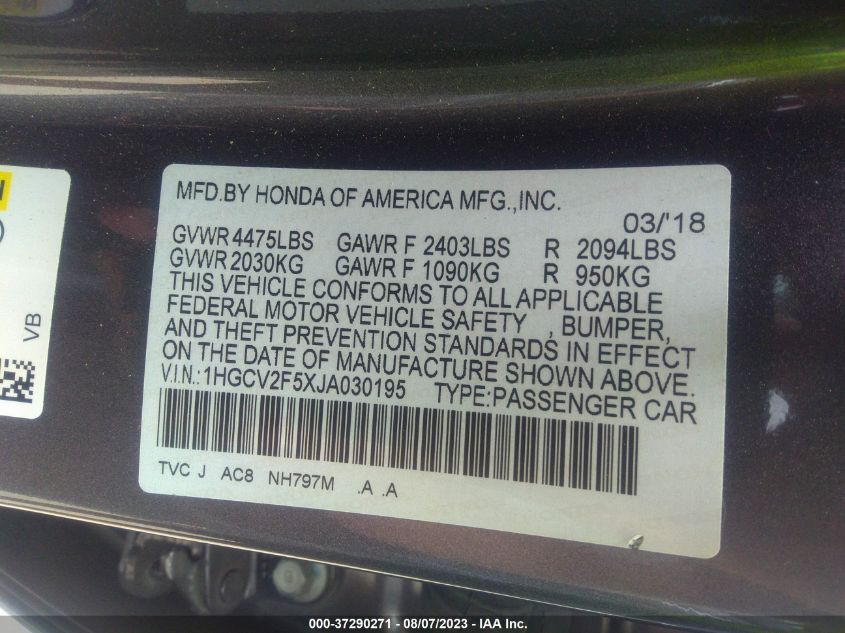 MFD.BY HONDA OF AMERICA MFG.,INC.
03/'18
GVWR 4475LBS GAWR F 2403LBS R 2094LBS
GVWR 2030KG GAWR F 1090KG R 950KG
THIS VEHICLE CONFORMS TO ALL APPLICABLE
FEDERAL MOTOR VEHICLE SAFETY , BUMPER,
AND THEFT PREVENTION STANDARDS IN EFFECT
ON THE DATE OF MANUFACTURE SHOWN ABOVE.
V.I.N.:1HGCV2F5XJA030195 TYPE:PASSENGER CAR
TVC J AC8 NH797M .A .A
VB
000-37290271 - 08/07/2023 - IAA Inc.